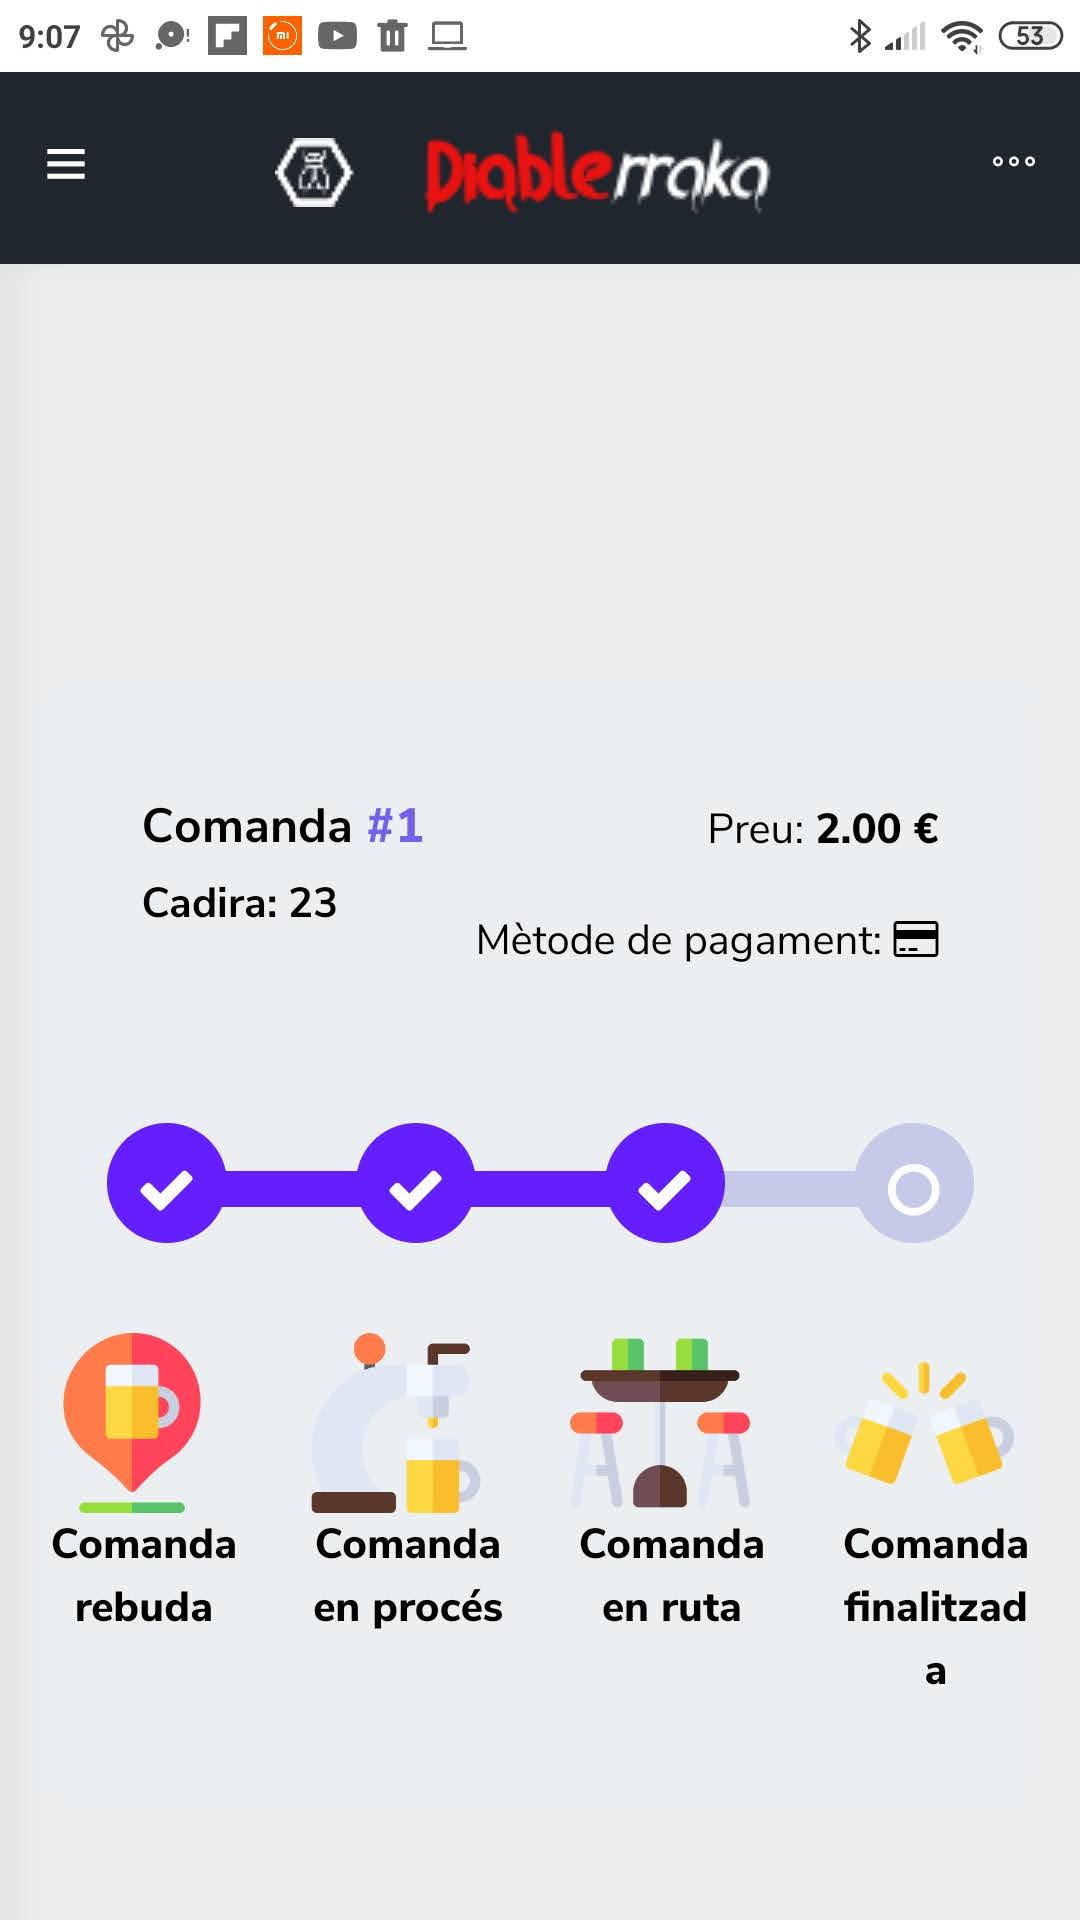 9:07
53
Diablerraka
Comanda #1
Preu: 2.00 €
Cadira: 23
Mètode de pagament:
Comanda rebuda
Comanda en procés
Comanda en ruta
Comanda finalitzada